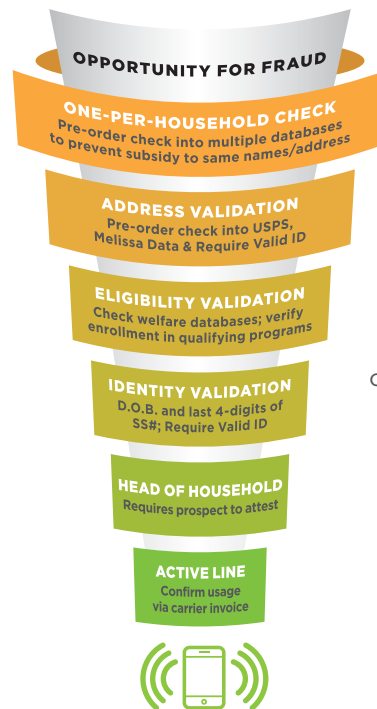 OPPORTUNITY FOR FRAUD
ONE-PER-HOUSEHOLD CHECK
Pre-order check into multiple databases
to prevent subsidy to same names/address
ADDRESS VALIDATION
Pre-order check into USPS,
Melissa Data & Require Valid ID
ELIGIBILITY VALIDATION
Check welfare databases; verify
enrollment in qualifying programs
IDENTITY VALIDATION
D.O.B. and last 4-digits of
SS#; Require Valid ID
HEAD OF HOUSEHOLD
Requires prospect to attest
ACTIVE LINE
Confirm usage
via carrier invoice